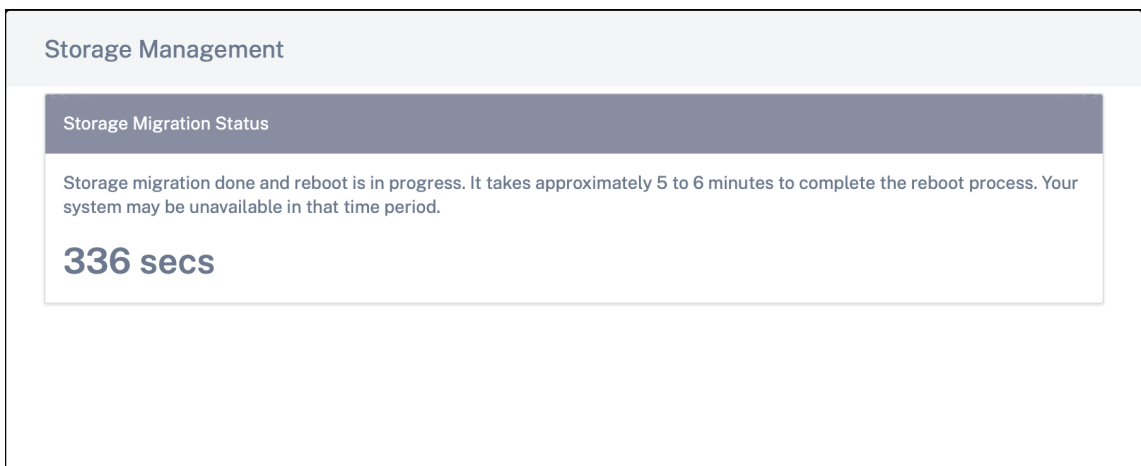 Storage Management
Storage Migration Status
Storage migration done and reboot is in progress. It takes approximately 5 to 6 minutes to complete the reboot process. Your
system may be unavailable in that time period.
336 secs